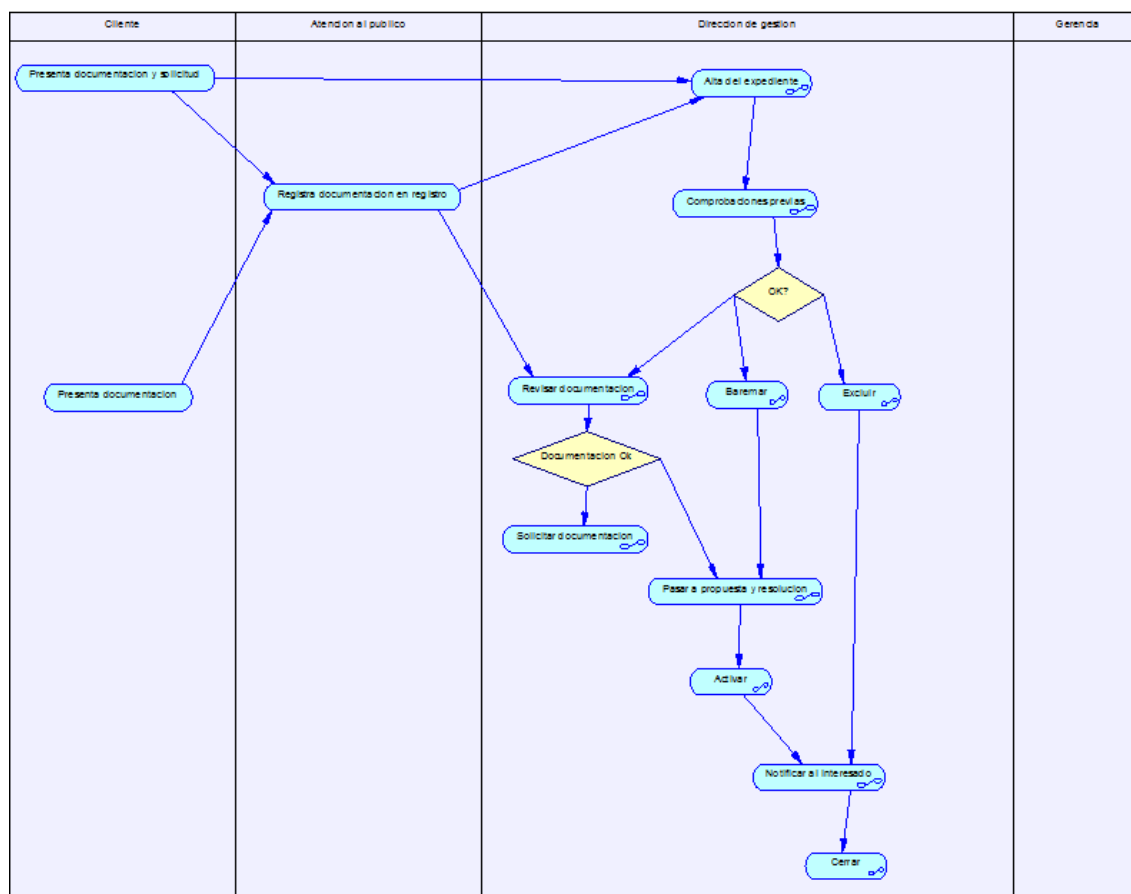 Cliente
Atencion al publico
Direccion de gestion
Gerencia
Presenta documentacion y solicitud
Alta del expediente
Registra documentacion en registro
Comprobaciones previas
OK?
Revisar documentacion
Baremar
Excluir
Presenta documentacion
Documentacion Ok
Solicitar documentacion
Pasar a propuesta y resolucion
Activar
Notificar al interesado
Cerrar